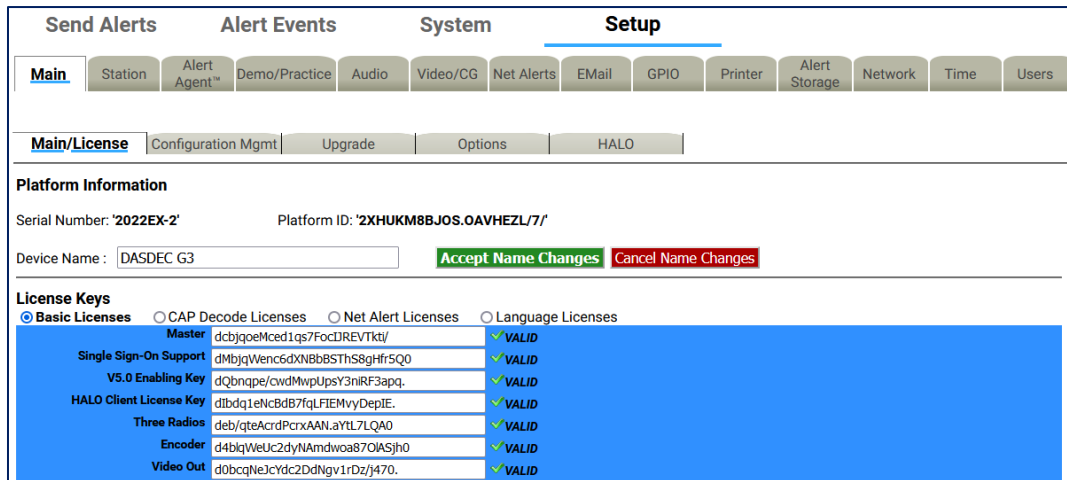 Send Alerts Alert Events System Setup
Main Station Alert Agent™ Demo/Practice Audio Video/CG Net Alerts EMail GPIO Printer Alert Storage Network Time Users
Main/License Configuration Mgmt Upgrade Options HALO
Platform Information
Serial Number: '2022EX-2' Platform ID: '2XHUKM8BJOS.OAVHEZL/7/'
Device Name : DASDEC G3 Accept Name Changes Cancel Name Changes
License Keys
Basic Licenses CAP Decode Licenses Net Alert Licenses Language Licenses
Master dcbjqoeMced1qs7FocIJREVTkti/ VALID
Single Sign-On Support dMbjqWenc6dXNBbBSThS8gHfr5Q0 VALID
V5.0 Enabling Key dQbnqpe/cwdMwpUpsY3niRF3apq. VALID
HALO Client License Key dIbdq1eNcBdB7fqLFIEMvyDepIE. VALID
Three Radios deb/qteAcrdPcrxAAN.aYtL7LQA0 VALID
Encoder d4blqWeUc2dyNAmdwoa87OlASjh0 VALID
Video Out d0bcqNeJcYdc2DdNgv1rDz/j470. VALID